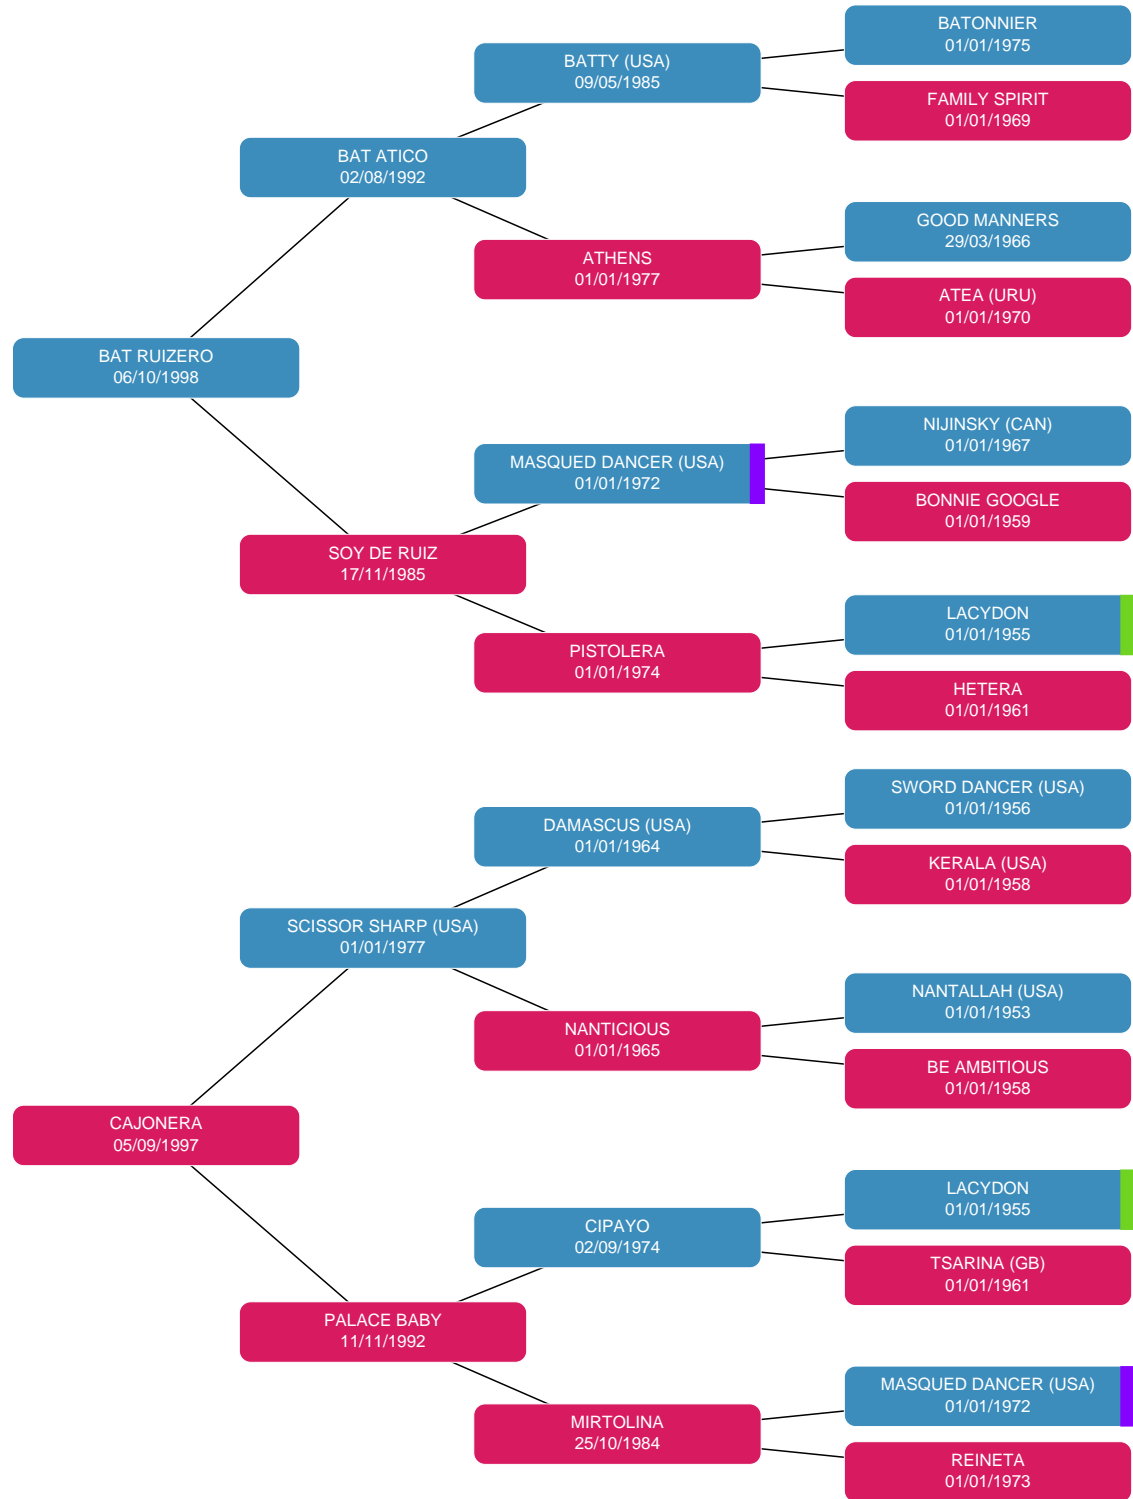 BATONNIER
01/01/1975
BATTY (USA)
09/05/1985
FAMILY SPIRIT
01/01/1969
BAT ATICO
02/08/1992
GOOD MANNERS
29/03/1966
ATHENS
01/01/1977
ATEA (URU)
01/01/1970
BAT RUIZERO
06/10/1998
NIJINSKY (CAN)
01/01/1967
MASQUED DANCER (USA)
01/01/1972
BONNIE GOOGLE
01/01/1959
SOY DE RUIZ
17/11/1985
LACYDON
01/01/1955
PISTOLERA
01/01/1974
HETERA
01/01/1961
SWORD DANCER (USA)
01/01/1956
DAMASCUS (USA)
01/01/1964
KERALA (USA)
01/01/1958
SCISSOR SHARP (USA)
01/01/1977
NANTALLAH (USA)
01/01/1953
NANTICIOUS
01/01/1965
BE AMBITIOUS
01/01/1958
CAJONERA
05/09/1997
LACYDON
01/01/1955
CIPAYO
02/09/1974
TSARINA (GB)
01/01/1961
PALACE BABY
11/11/1992
MASQUED DANCER (USA)
01/01/1972
MIRTOLINA
25/10/1984
REINETA
01/01/1973